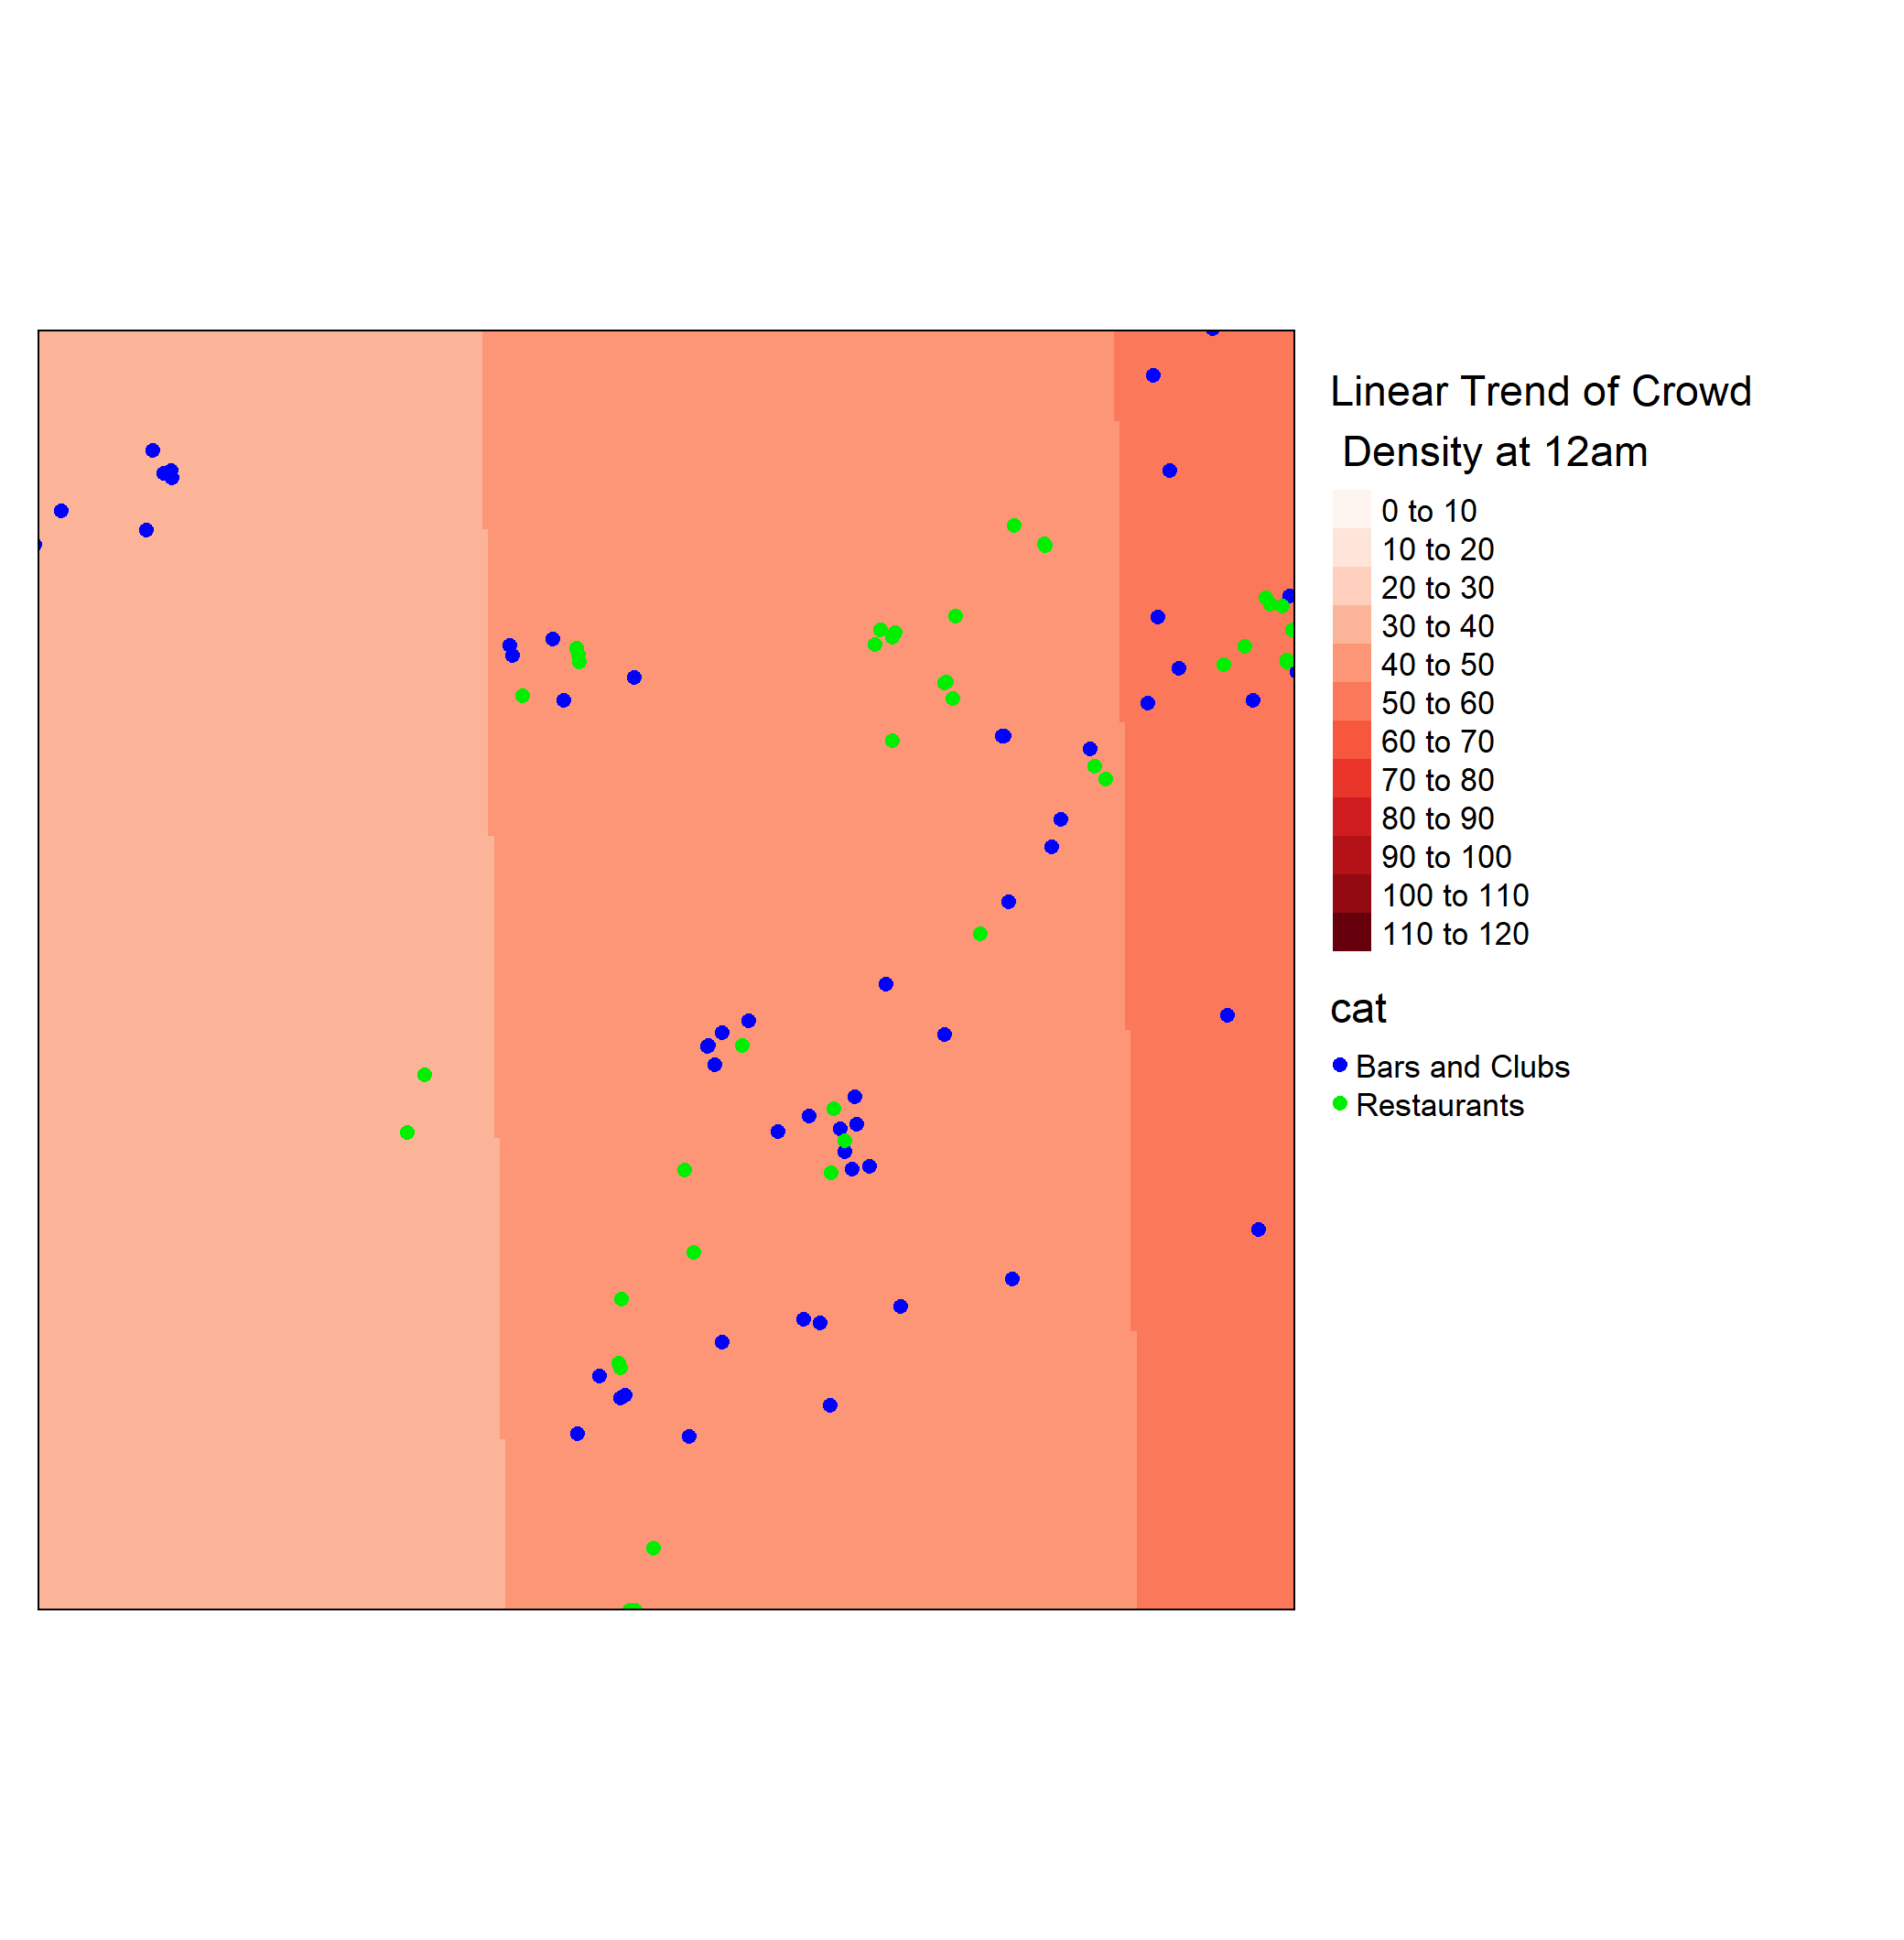 Linear Trend of Crowd
Density at 12am
0 to 10
10 to 20
20 to 30
30 to 40
40 to 50
50 to 60
60 to 70
70 to 80
80 to 90
90 to 100
100 to 110
110 to 120
cat
Bars and Clubs
Restaurants